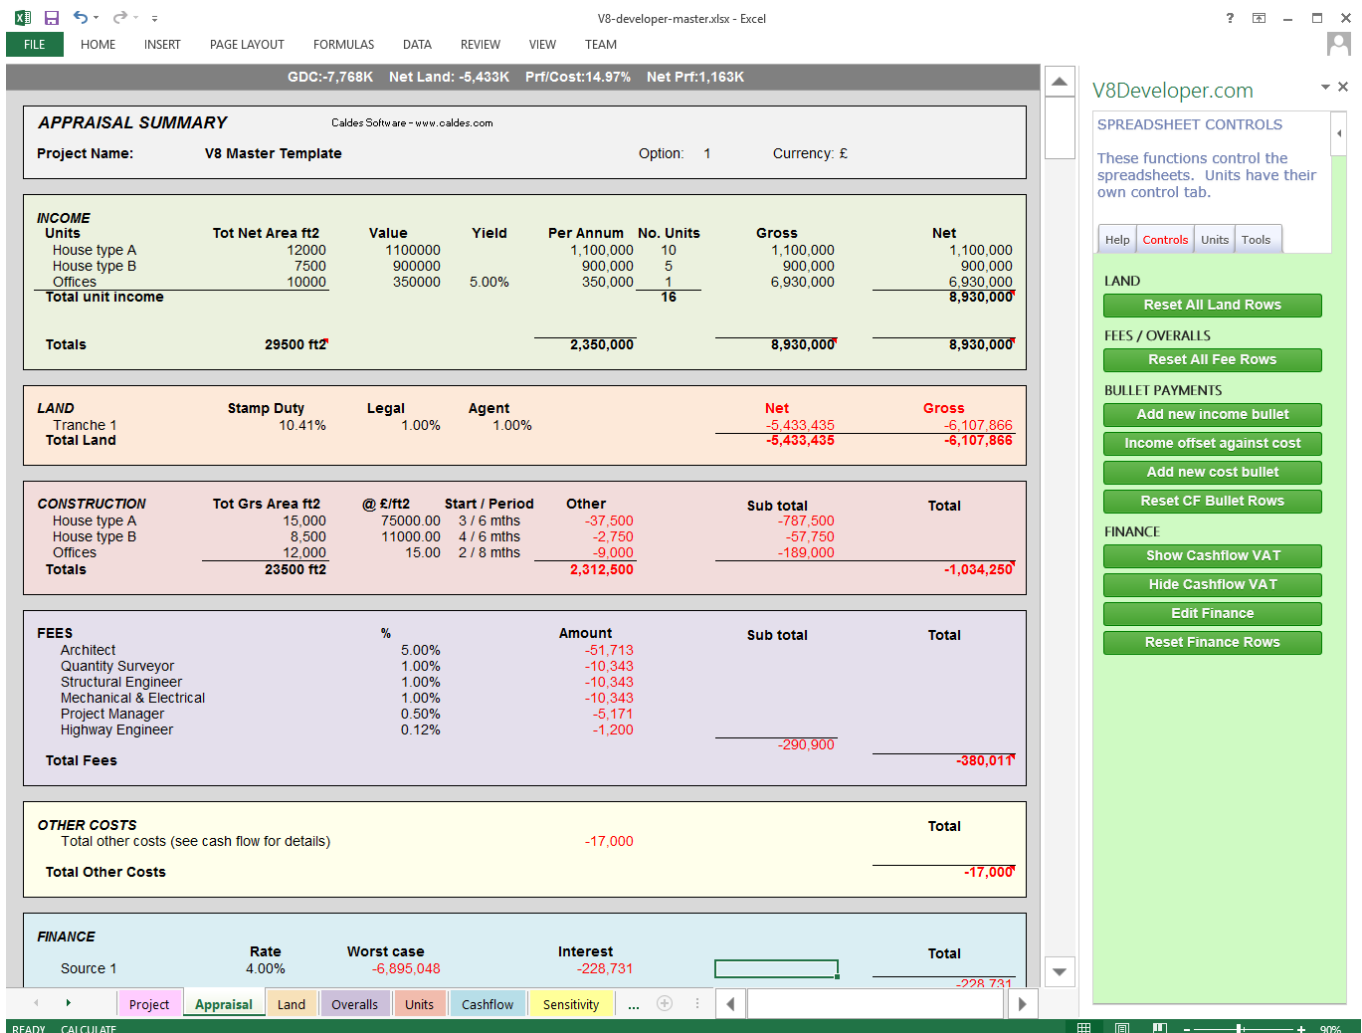 V8-developer-master.xlsx - Excel
FILE HOME INSERT PAGE LAYOUT FORMULAS DATA REVIEW VIEW TEAM
GDC:-7,768K Net Land: -5,433K Prf/Cost:14.97% Net Prf:1,163K
APPRAISAL SUMMARY Caldes Software - www.caldes.com
Project Name: V8 Master Template Option: 1 Currency: £
INCOME
Units Tot Net Area ft2 Value Yield Per Annum No. Units Gross Net
House type A 12000 1100000 1,100,000 10 1,100,000 1,100,000
House type B 7500 900000 900,000 5 900,000 900,000
Offices 10000 350000 5.00% 350,000 1 6,930,000 6,930,000
Total unit income 16 8,930,000
Totals 29500 ft2 2,350,000 8,930,000 8,930,000
LAND Stamp Duty Legal Agent Net Gross
Tranche 1 10.41% 1.00% 1.00% -5,433,435 -6,107,866
Total Land -5,433,435 -6,107,866
CONSTRUCTION Tot Grs Area ft2 @ £/ft2 Start / Period Other Sub total Total
House type A 15,000 75000.00 3 / 6 mths -37,500 -787,500
House type B 8,500 11000.00 4 / 6 mths -2,750 -57,750
Offices 12,000 15.00 2 / 8 mths -9,000 -189,000
Totals 23500 ft2 2,312,500 -1,034,250
FEES % Amount Sub total Total
Architect 5.00% -51,713
Quantity Surveyor 1.00% -10,343
Structural Engineer 1.00% -10,343
Mechanical & Electrical 1.00% -10,343
Project Manager 0.50% -5,171
Highway Engineer 0.12% -1,200
-290,900
Total Fees -380,011
OTHER COSTS Total
Total other costs (see cash flow for details) -17,000
Total Other Costs -17,000
FINANCE
Rate Worst case Interest Total
Source 1 4.00% -6,895,048 -228,731
-228,731
Project Appraisal Land Overalls Units Cashflow Sensitivity ...
READY CALCULATE 90%
V8Developer.com
SPREADSHEET CONTROLS
These functions control the
spreadsheets. Units have their
own control tab.
Help Controls Units Tools
LAND
Reset All Land Rows
FEES / OVERALLS
Reset All Fee Rows
BULLET PAYMENTS
Add new income bullet
Income offset against cost
Add new cost bullet
Reset CF Bullet Rows
FINANCE
Show Cashflow VAT
Hide Cashflow VAT
Edit Finance
Reset Finance Rows